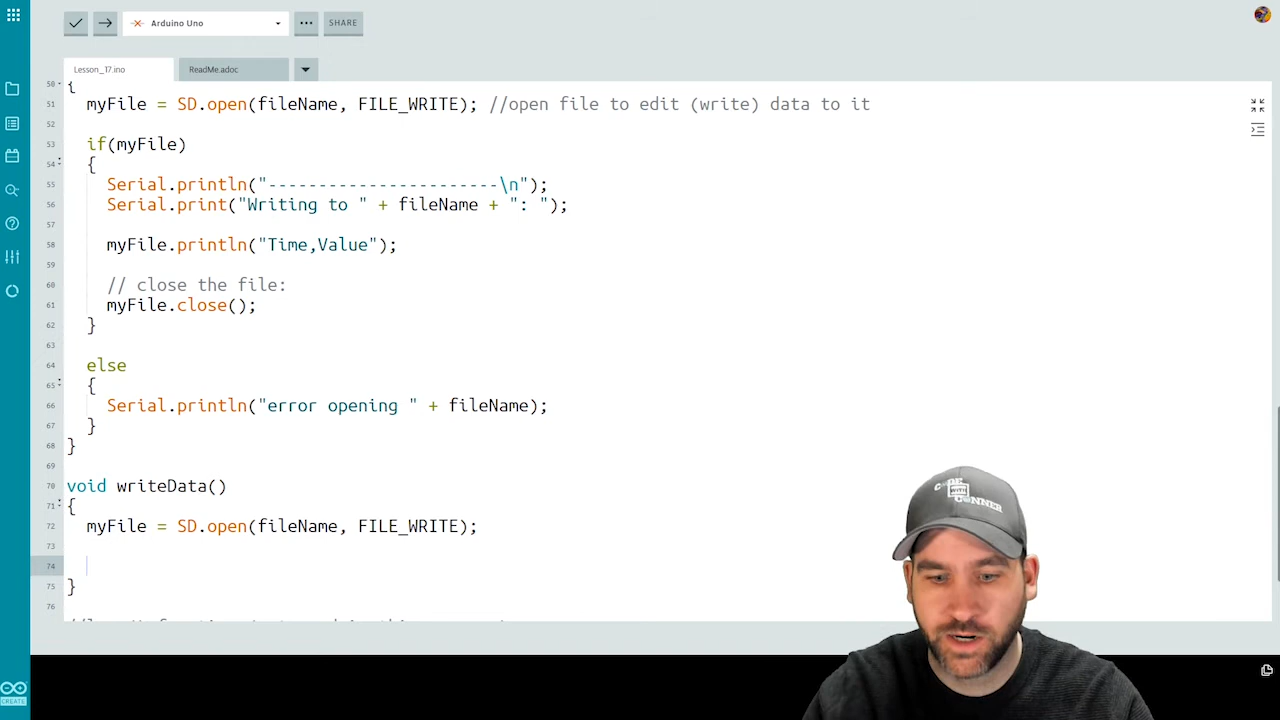 Arduino Uno
SHARE
Lesson_17.ino
ReadMe.adoc
50 {
51 myFile = SD.open(fileName, FILE_WRITE); //open file to edit (write) data to it
52
53 if(myFile)
54 {
55 Serial.println("-----------------------\n");
56 Serial.print("Writing to " + fileName + ": ");
57
58 myFile.println("Time,Value");
59
60 // close the file:
61 myFile.close();
62 }
63
64 else
65 {
66 Serial.println("error opening " + fileName);
67 }
68 }
69
70 void writeData()
71 {
72 myFile = SD.open(fileName, FILE_WRITE);
73
74
75 }
76
CODE WITH CONNER
CREATE